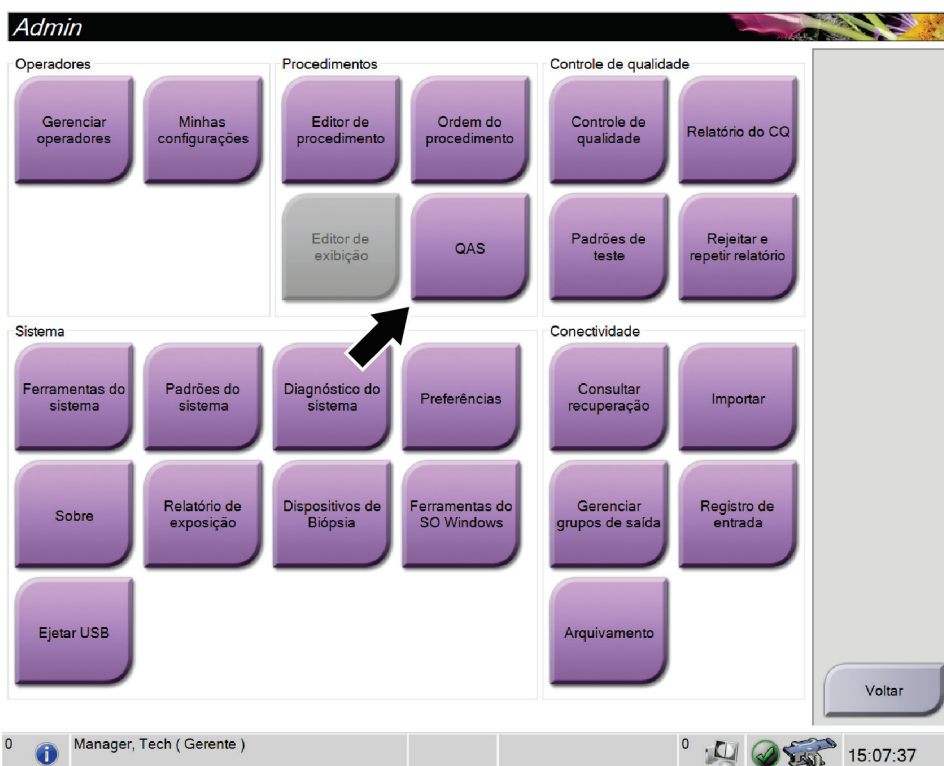 Admin
Operadores
Gerenciar
operadores
Minhas
configurações
Procedimentos
Editor de
procedimento
Ordem do
procedimento
Editor de
exibição
QAS
Controle de qualidade
Controle de
qualidade
Relatório do CQ
Padrões de
teste
Rejeitar e
repetir relatório
Sistema
Ferramentas do
sistema
Padrões do
sistema
Diagnóstico do
sistema
Preferências
Sobre
Relatório de
exposição
Dispositivos de
Biópsia
Ferramentas do
SO Windows
Ejetar USB
Conectividade
Consultar
recuperação
Importar
Gerenciar
grupos de saída
Registro de
entrada
Arquivamento
Voltar
0
Manager, Tech ( Gerente )
0
15:07:37